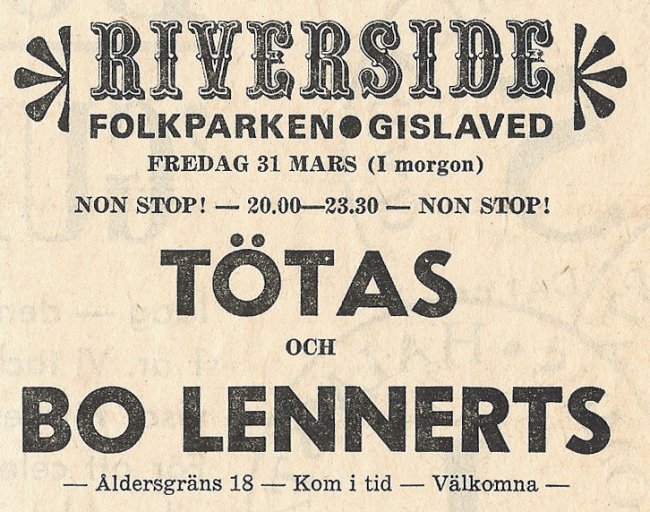 RIVERSIDE
FOLKPARKEN●GISLAVED
FREDAG 31 MARS (I morgon)
NON STOP! — 20.00—23.30 — NON STOP!
TÖTAS
OCH
BO LENNERTS
— Åldersgräns 18 — Kom i tid — Välkomna —